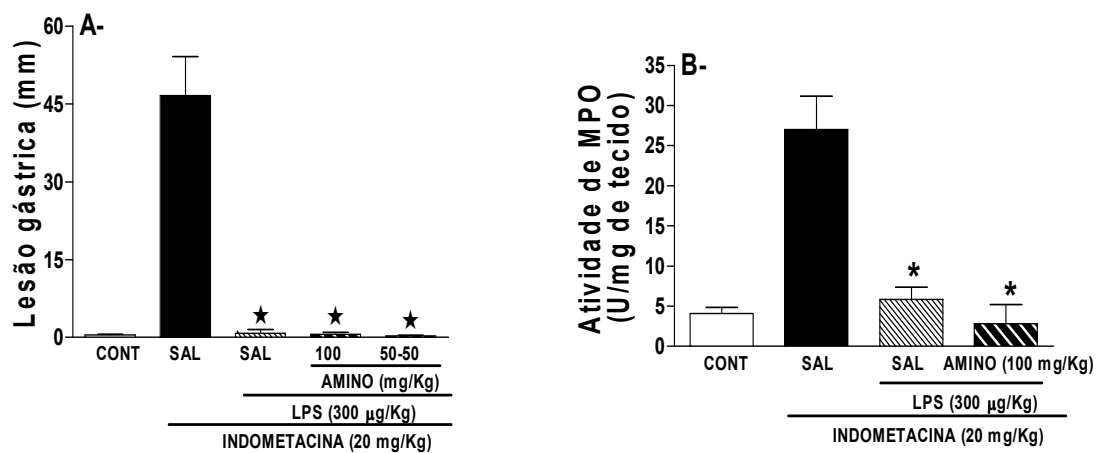 A-
Lesão gástrica (mm)
60
45
30
15
0
CONT SAL SAL 100 50-50
AMINO (mg/Kg)
LPS (300 µg/Kg)
INDOMETACINA (20 mg/Kg)
B-
Atividade de MPO
(U/mg de tecido)
35
30
25
20
15
10
5
0
* *
CONT SAL SAL AMINO (100 mg/Kg)
LPS (300 µg/Kg)
INDOMETACINA (20 mg/Kg)